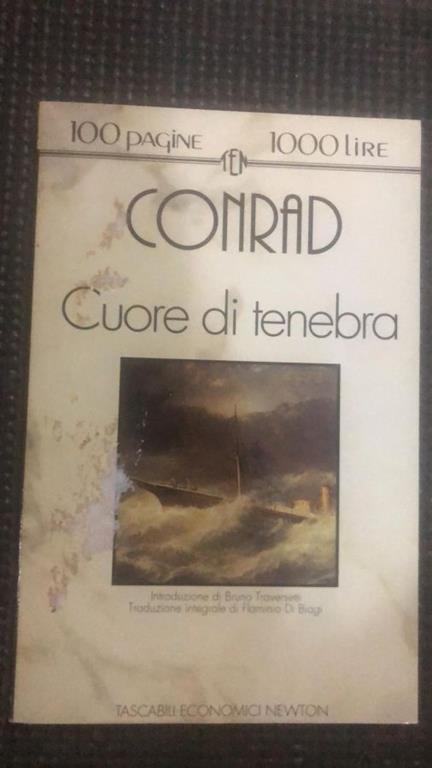 100 PAGINE 1000 LIRE
TEN
CONRAD
Cuore di tenebra
Introduzione di Bruno Traversetti
Traduzione integrale di Flaminio Di Biagi
TASCABILI ECONOMICI NEWTON